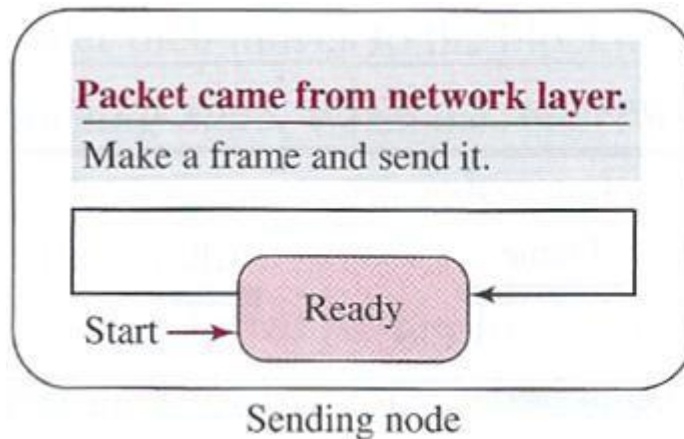 Packet came from network layer.
Make a frame and send it.
Ready
Start
Sending node